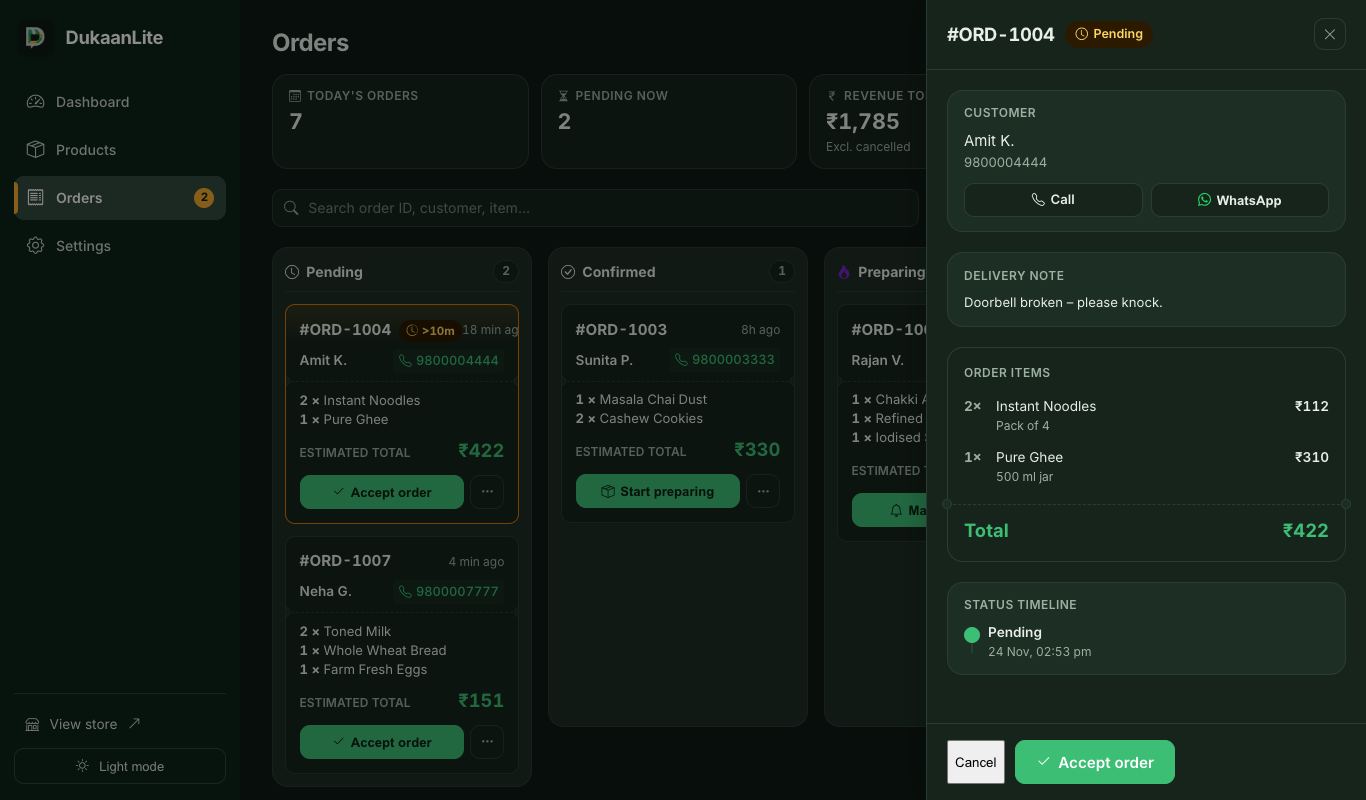 DukaanLite
Dashboard
Products
Orders 2
Settings
View store
Light mode
Orders
TODAY'S ORDERS
7
PENDING NOW
2
REVENUE TO
₹1,785
Excl. cancelled
Search order ID, customer, item...
Pending 2
#ORD-1004 >10m 18 min ag
Amit K. 9800004444
2 × Instant Noodles
1 × Pure Ghee
ESTIMATED TOTAL ₹422
Accept order
#ORD-1007 4 min ago
Neha G. 9800007777
2 × Toned Milk
1 × Whole Wheat Bread
1 × Farm Fresh Eggs
ESTIMATED TOTAL ₹151
Accept order
Confirmed 1
#ORD-1003 8h ago
Sunita P. 9800003333
1 × Masala Chai Dust
2 × Cashew Cookies
ESTIMATED TOTAL ₹330
Start preparing
Preparing
#ORD-100
Rajan V.
1 × Chakki A
1 × Refined
1 × Iodised
ESTIMATED T
Ma
#ORD-1004 Pending
CUSTOMER
Amit K.
9800004444
Call
WhatsApp
DELIVERY NOTE
Doorbell broken – please knock.
ORDER ITEMS
2× Instant Noodles ₹112
Pack of 4
1× Pure Ghee ₹310
500 ml jar
Total ₹422
STATUS TIMELINE
Pending
24 Nov, 02:53 pm
Cancel
Accept order